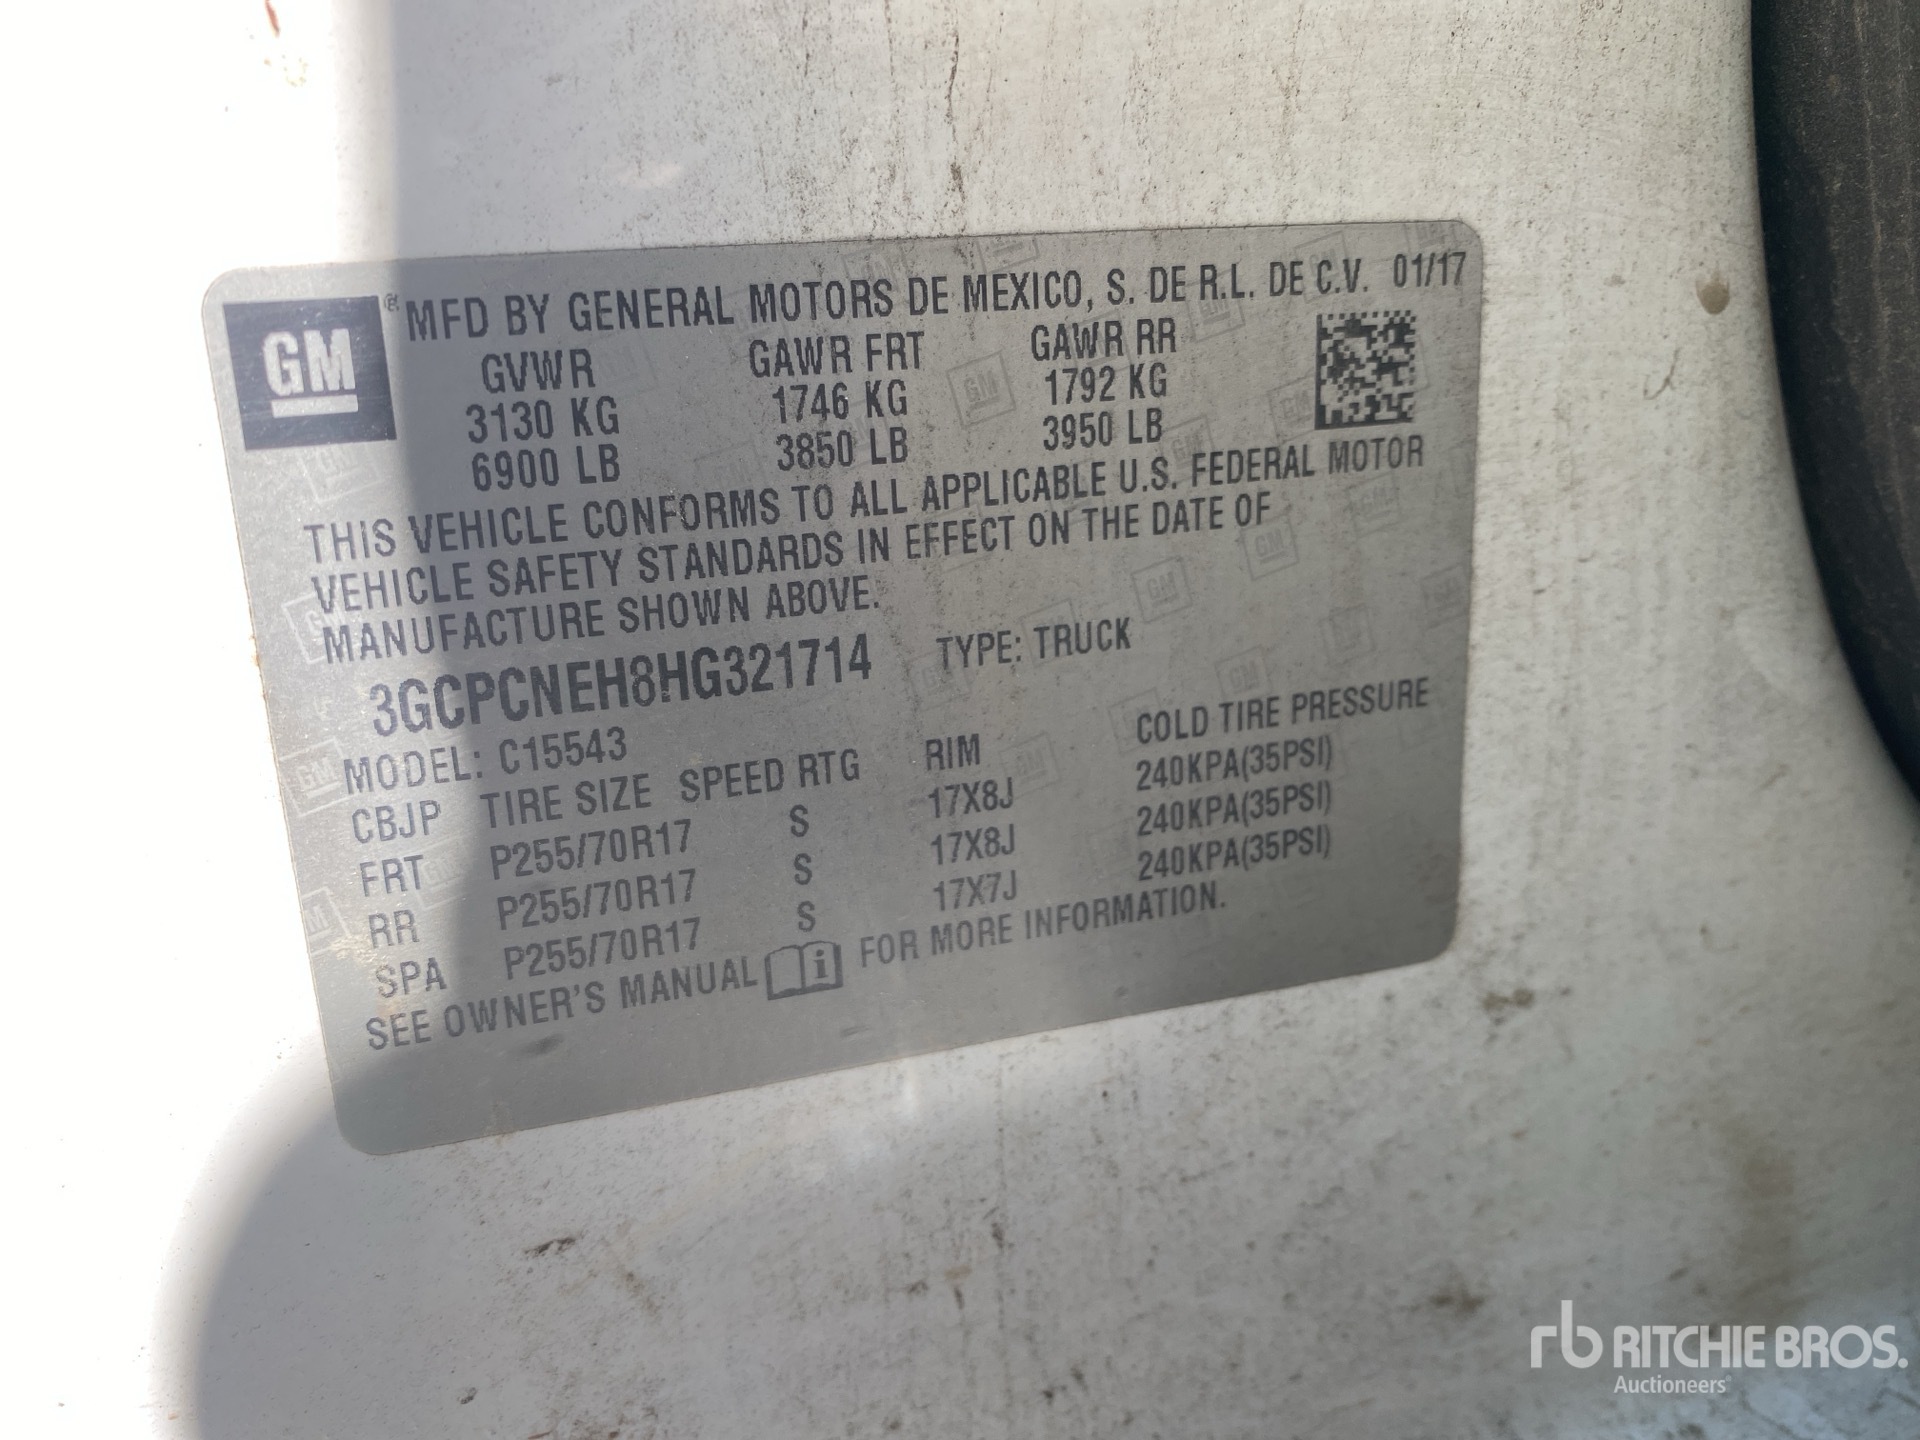 GM
® MFD BY GENERAL MOTORS DE MEXICO, S. DE R.L. DE C.V. 01/17
GVWR GAWR FRT GAWR RR
3130 KG 1746 KG 1792 KG
6900 LB 3850 LB 3950 LB
THIS VEHICLE CONFORMS TO ALL APPLICABLE U.S. FEDERAL MOTOR
VEHICLE SAFETY STANDARDS IN EFFECT ON THE DATE OF
MANUFACTURE SHOWN ABOVE.
3GCPCNEH8HG321714 TYPE: TRUCK
MODEL: C15543
CBJP TIRE SIZE SPEED RTG RIM COLD TIRE PRESSURE
FRT P255/70R17 S 17X8J 240KPA(35PSI)
RR P255/70R17 S 17X8J 240KPA(35PSI)
SPA P255/70R17 S 17X7J 240KPA(35PSI)
SEE OWNER'S MANUAL i FOR MORE INFORMATION.
rb RITCHIE BROS.
Auctioneers